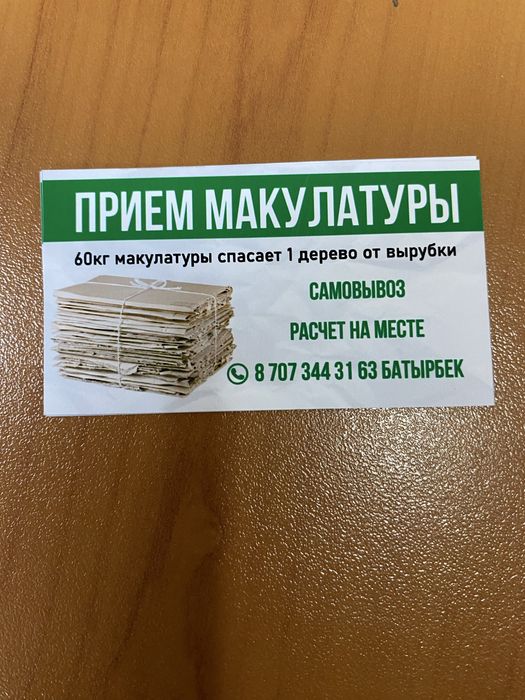 ПРИЕМ МАКУЛАТУРЫ
60кг макулатуры спасает 1 дерево от вырубки
САМОВЫВОЗ
РАСЧЕТ НА МЕСТЕ
8 707 344 31 63 БАТЫРБЕК